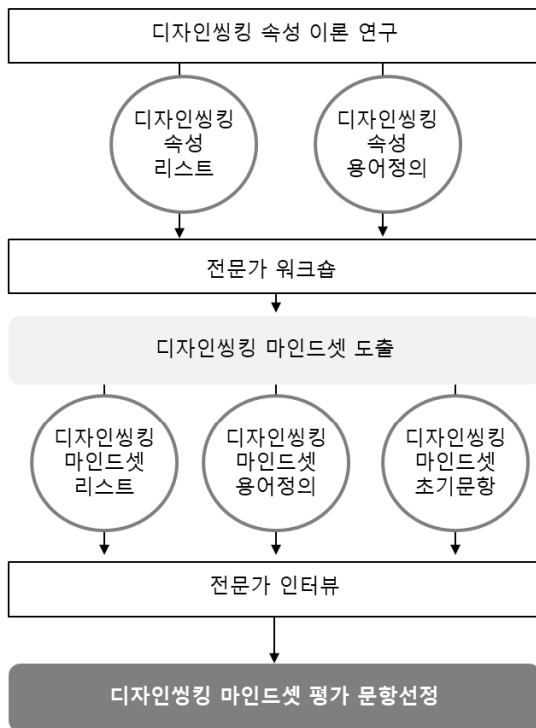 디자인씽킹 속성 이론 연구
디자인씽킹
속성
리스트
디자인씽킹
속성
용어정의
전문가 워크숍
디자인씽킹 마인드셋 도출
디자인씽킹
마인드셋
리스트
디자인씽킹
마인드셋
용어정의
디자인씽킹
마인드셋
초기문항
전문가 인터뷰
디자인씽킹 마인드셋 평가 문항선정